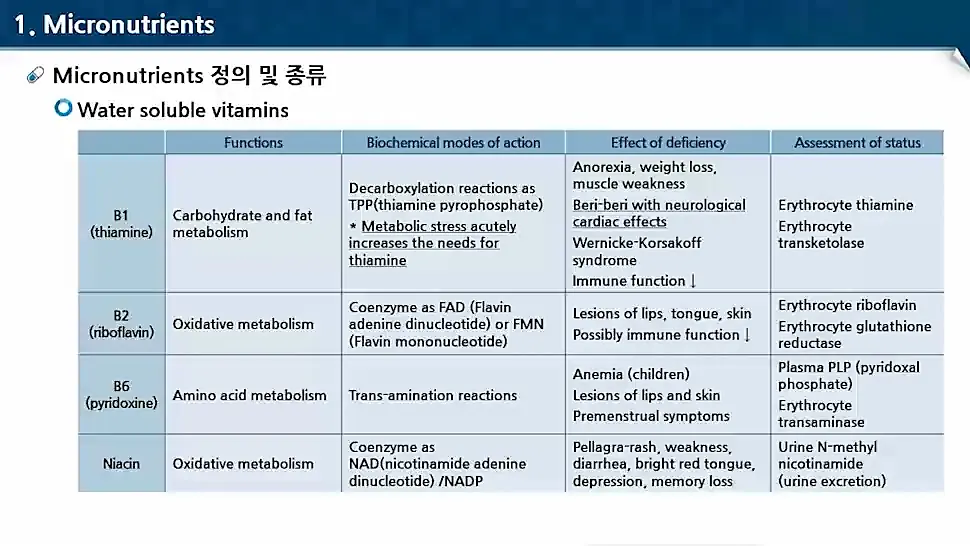 1. Micronutrients
Micronutrients 정의 및 종류
Water soluble vitamins
Functions
Biochemical modes of action
Effect of deficiency
Assessment of status
B1
(thiamine)
Carbohydrate and fat
metabolism
Decarboxylation reactions as
TPP(thiamine pyrophosphate)
* Metabolic stress acutely
increases the needs for
thiamine
Anorexia, weight loss,
muscle weakness
Beri-beri with neurological
cardiac effects
Wernicke-Korsakoff
syndrome
Immune function ↓
Erythrocyte thiamine
Erythrocyte
transketolase
B2
(riboflavin)
Oxidative metabolism
Coenzyme as FAD (Flavin
adenine dinucleotide) or FMN
(Flavin mononucleotide)
Lesions of lips, tongue, skin
Possibly immune function ↓
Erythrocyte riboflavin
Erythrocyte glutathione
reductase
B6
(pyridoxine)
Amino acid metabolism
Trans-amination reactions
Anemia (children)
Lesions of lips and skin
Premenstrual symptoms
Plasma PLP (pyridoxal
phosphate)
Erythrocyte
transaminase
Niacin
Oxidative metabolism
Coenzyme as
NAD(nicotinamide adenine
dinucleotide) /NADP
Pellagra-rash, weakness,
diarrhea, bright red tongue,
depression, memory loss
Urine N-methyl
nicotinamide
(urine excretion)